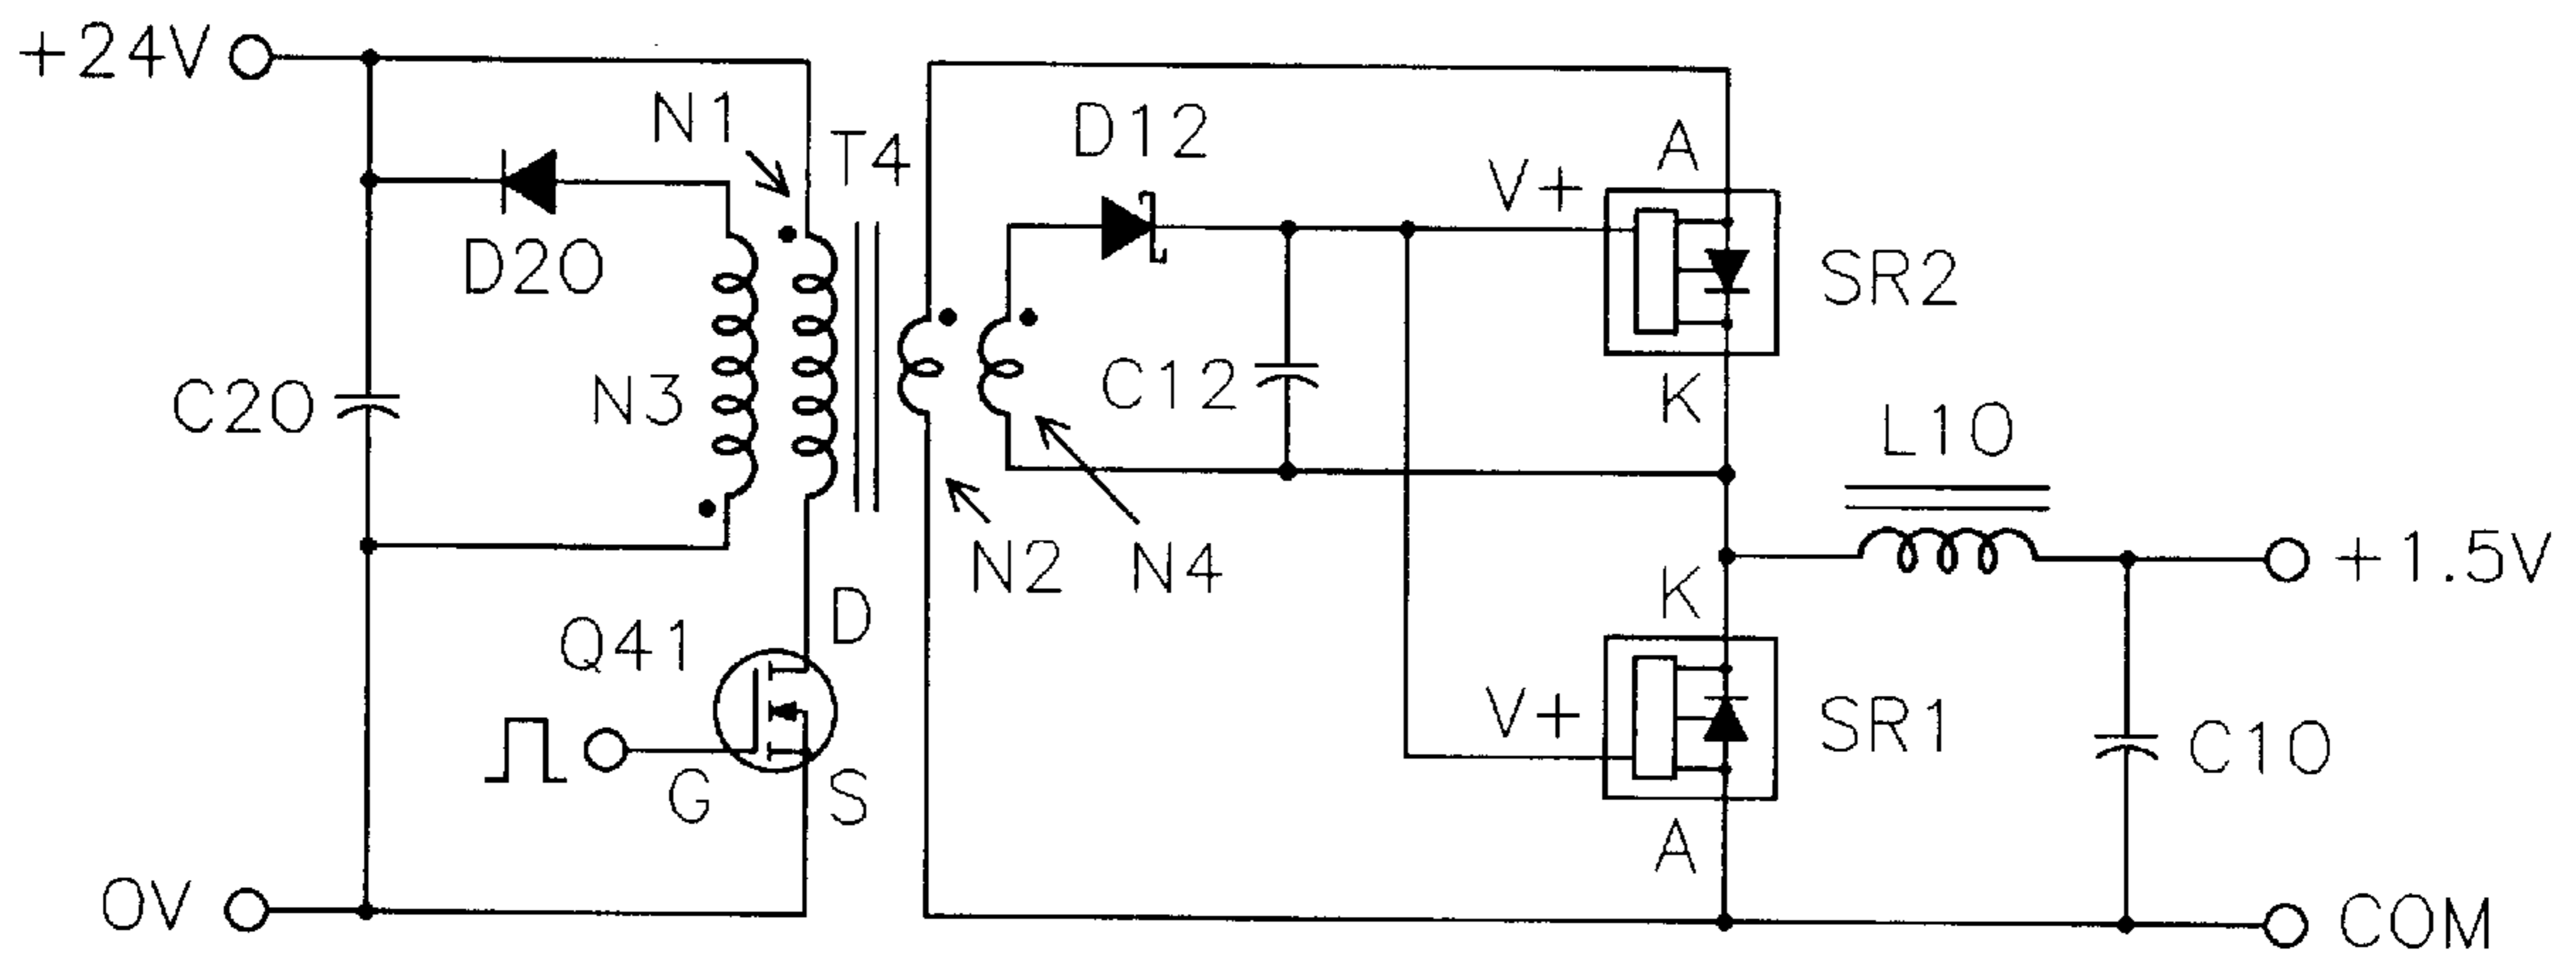 +24V
N1
T4
D12
A
V+
D20
SR2
C20
N3
C12
K
L10
N2
N4
+1.5V
K
Q41
D
V+
SR1
C10
G
S
A
0V
COM